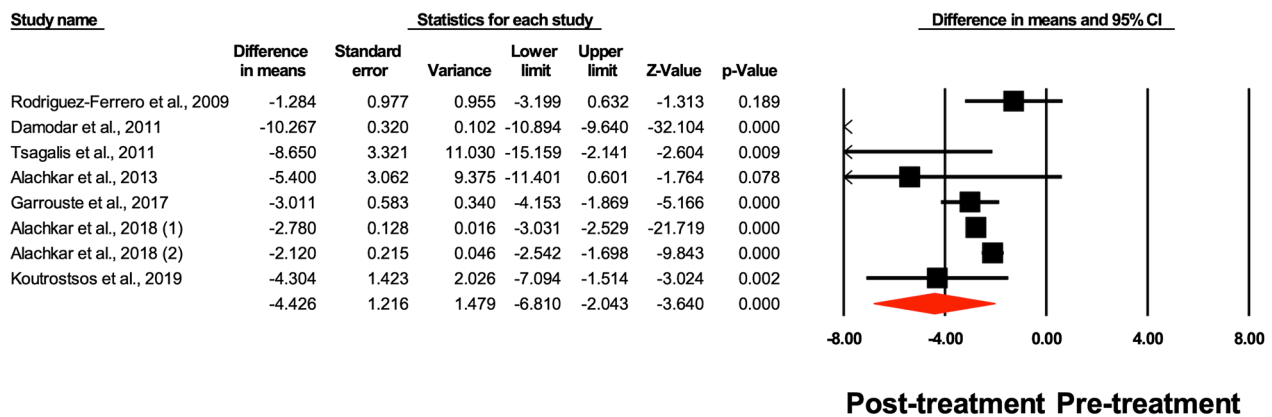 Study name Statistics for each study Difference in means and 95% CI
Difference in means Standard error Variance Lower limit Upper limit Z-Value p-Value
Rodriguez-Ferrero et al., 2009 -1.284 0.977 0.955 -3.199 0.632 -1.313 0.189
Damodar et al., 2011 -10.267 0.320 0.102 -10.894 -9.640 -32.104 0.000
Tsagalis et al., 2011 -8.650 3.321 11.030 -15.159 -2.141 -2.604 0.009
Alachkar et al., 2013 -5.400 3.062 9.375 -11.401 0.601 -1.764 0.078
Garrouste et al., 2017 -3.011 0.583 0.340 -4.153 -1.869 -5.166 0.000
Alachkar et al., 2018 (1) -2.780 0.128 0.016 -3.031 -2.529 -21.719 0.000
Alachkar et al., 2018 (2) -2.120 0.215 0.046 -2.542 -1.698 -9.843 0.000
Koutrostsos et al., 2019 -4.304 1.423 2.026 -7.094 -1.514 -3.024 0.002
-4.426 1.216 1.479 -6.810 -2.043 -3.640 0.000
-8.00 -4.00 0.00 4.00 8.00
Post-treatment Pre-treatment